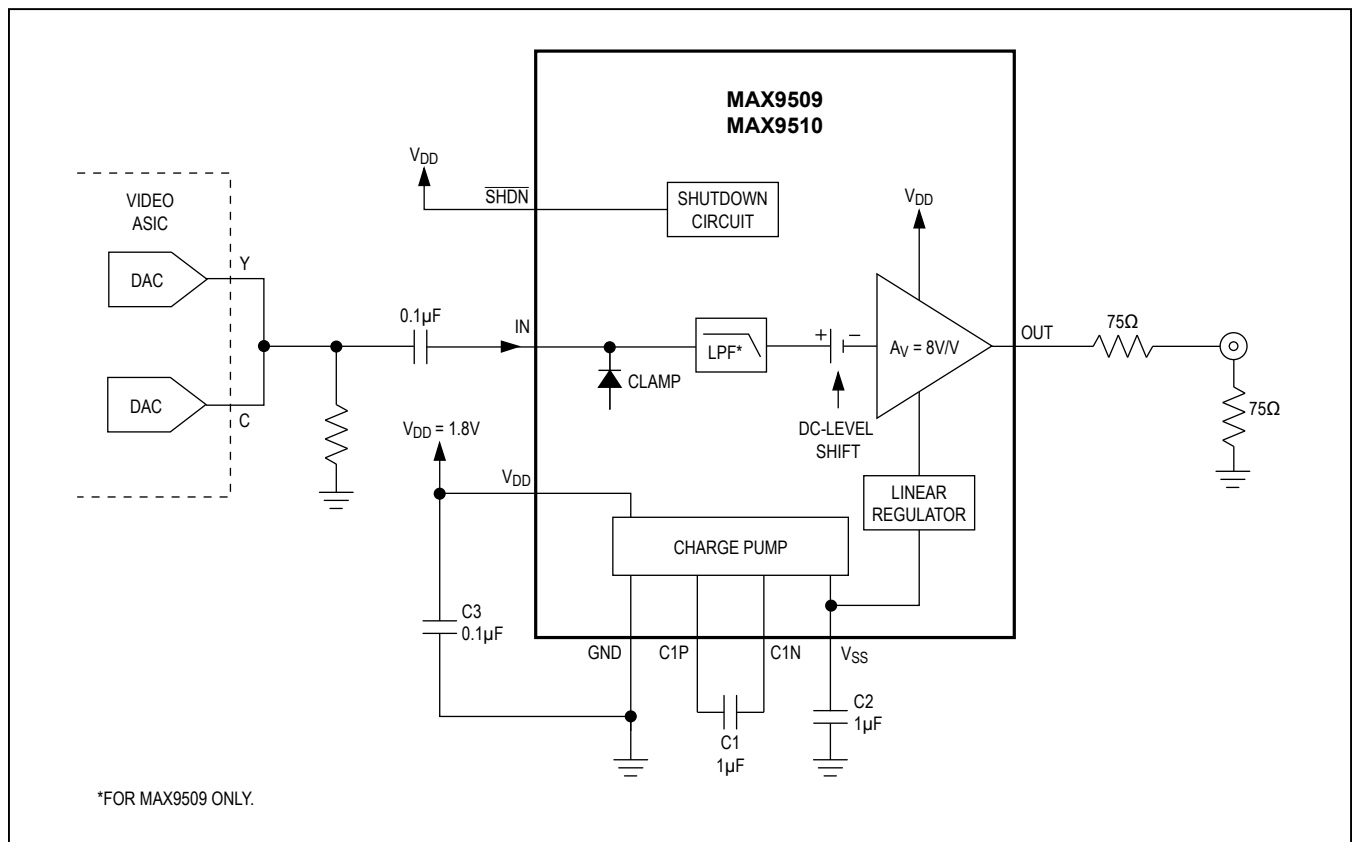 MAX9509
MAX9510
VDD
SHDN
SHUTDOWN
CIRCUIT
VDD
VIDEO
ASIC
DAC
Y
0.1µF
IN
LPF*
+ −
AV = 8V/V
OUT
75Ω
CLAMP
DAC
C
75Ω
DC-LEVEL
SHIFT
VDD = 1.8V
VDD
LINEAR
REGULATOR
CHARGE PUMP
C3
0.1µF
GND
C1P
C1N
VSS
C1
1µF
C2
1µF
*FOR MAX9509 ONLY.